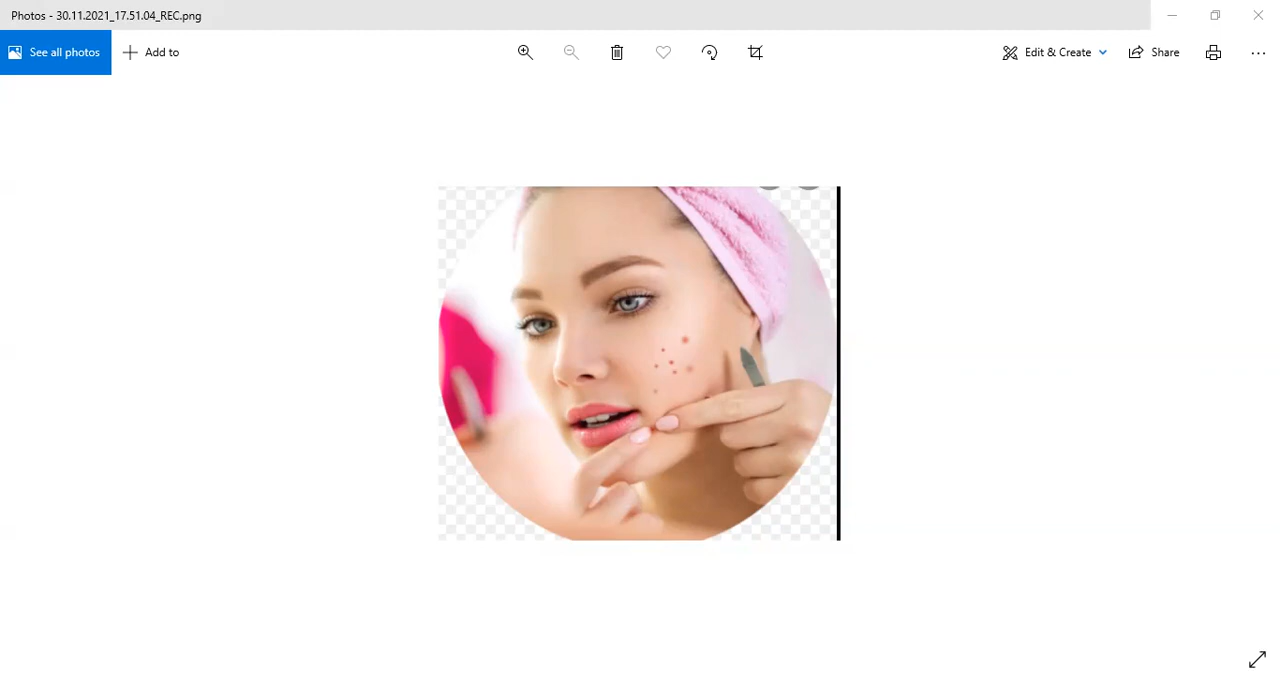 Photos - 30.11.2021_17.51.04_REC.png
See all photos
Add to
Edit & Create
Share